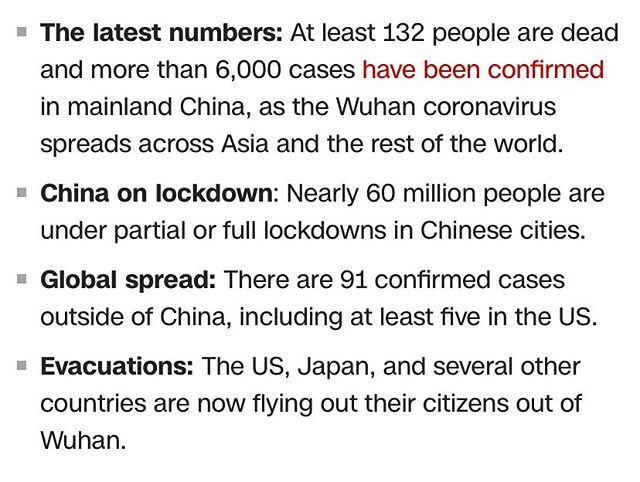 The latest numbers: At least 132 people are dead
and more than 6,000 cases have been confirmed
in mainland China, as the Wuhan coronavirus
spreads across Asia and the rest of the world.
China on lockdown: Nearly 60 million people are
under partial or full lockdowns in Chinese cities.
Global spread: There are 91 confirmed cases
outside of China, including at least five in the US.
Evacuations: The US, Japan, and several other
countries are now flying out their citizens out of
Wuhan.